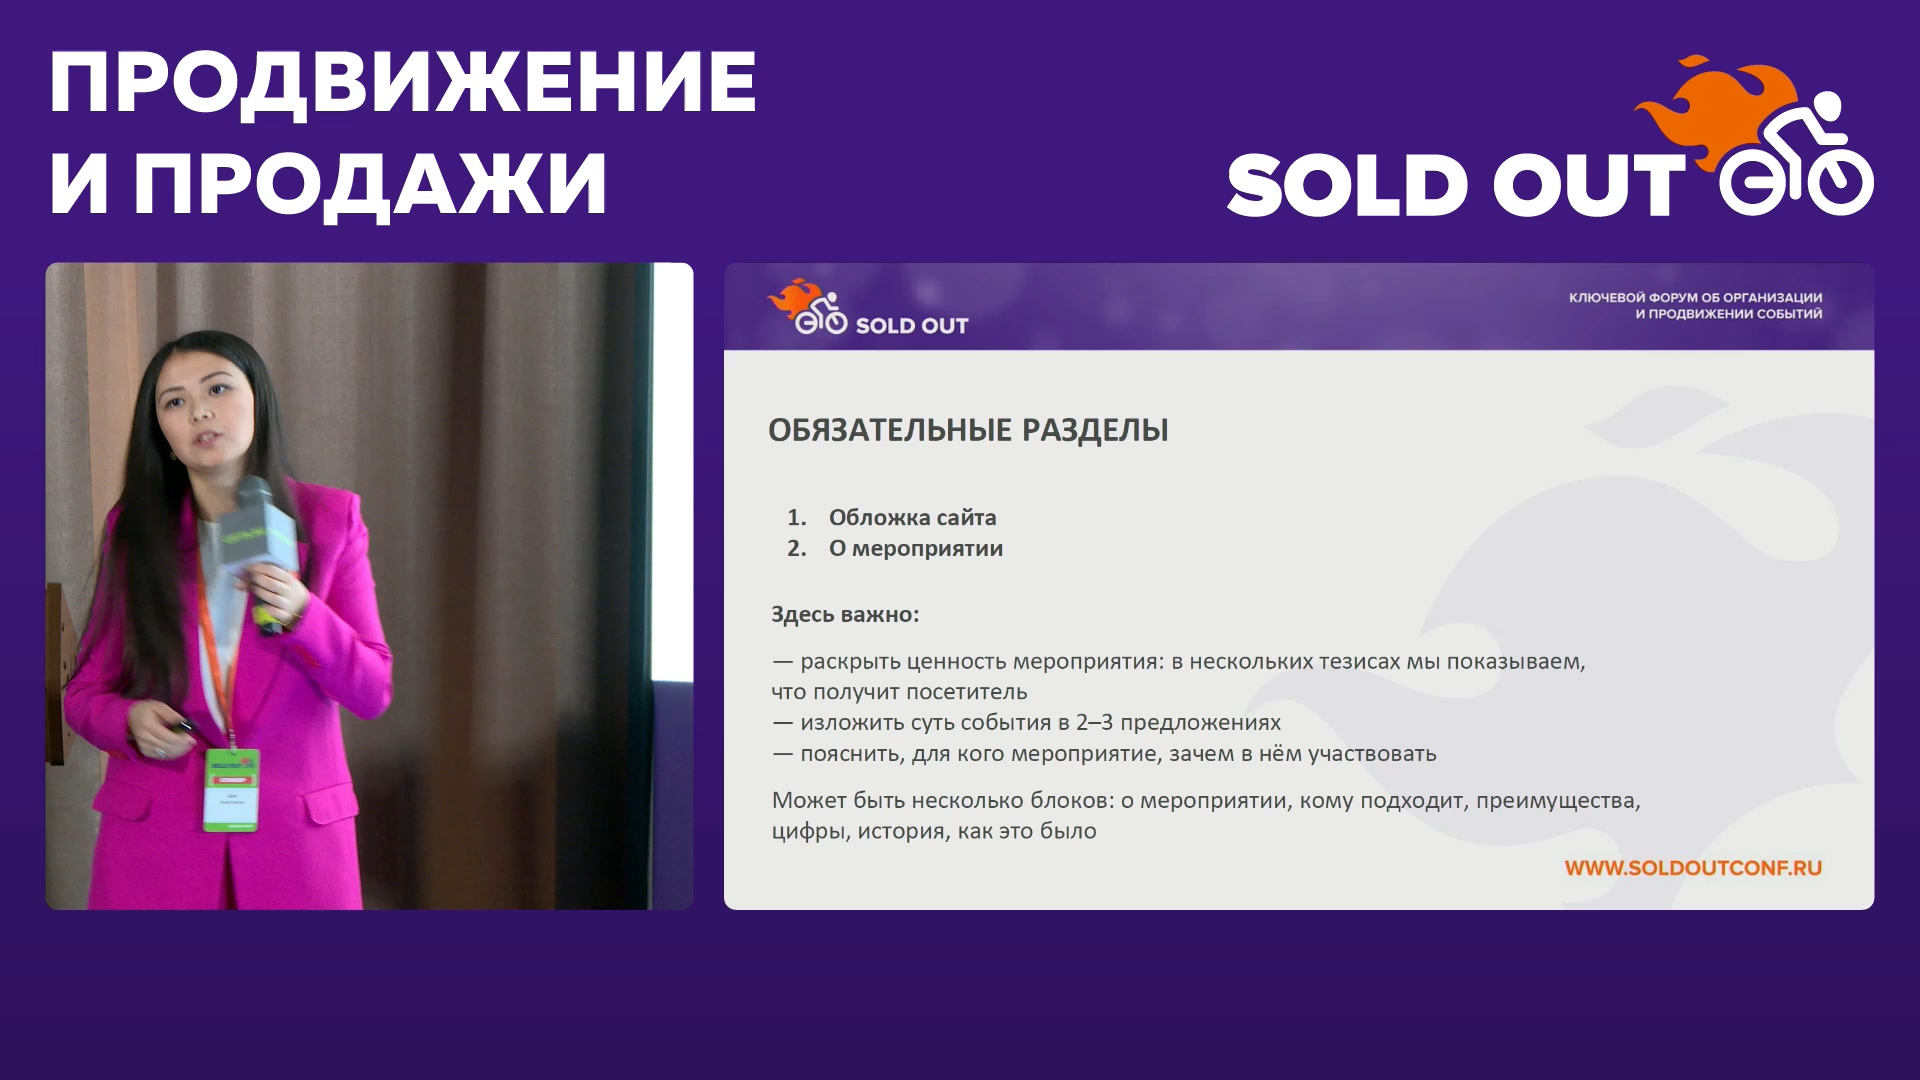 ПРОДВИЖЕНИЕ
И ПРОДАЖИ
SOLD OUT
SOLD OUT
КЛЮЧЕВОЙ ФОРУМ ОБ ОРГАНИЗАЦИИ
И ПРОДВИЖЕНИИ СОБЫТИЙ
ОБЯЗАТЕЛЬНЫЕ РАЗДЕЛЫ
1. Обложка сайта
2. О мероприятии
Здесь важно:
— раскрыть ценность мероприятия: в нескольких тезисах мы показываем,
что получит посетитель
— изложить суть события в 2–3 предложениях
— пояснить, для кого мероприятие, зачем в нём участвовать
Может быть несколько блоков: о мероприятии, кому подходит, преимущества,
цифры, история, как это было
WWW.SOLDOUTCONF.RU